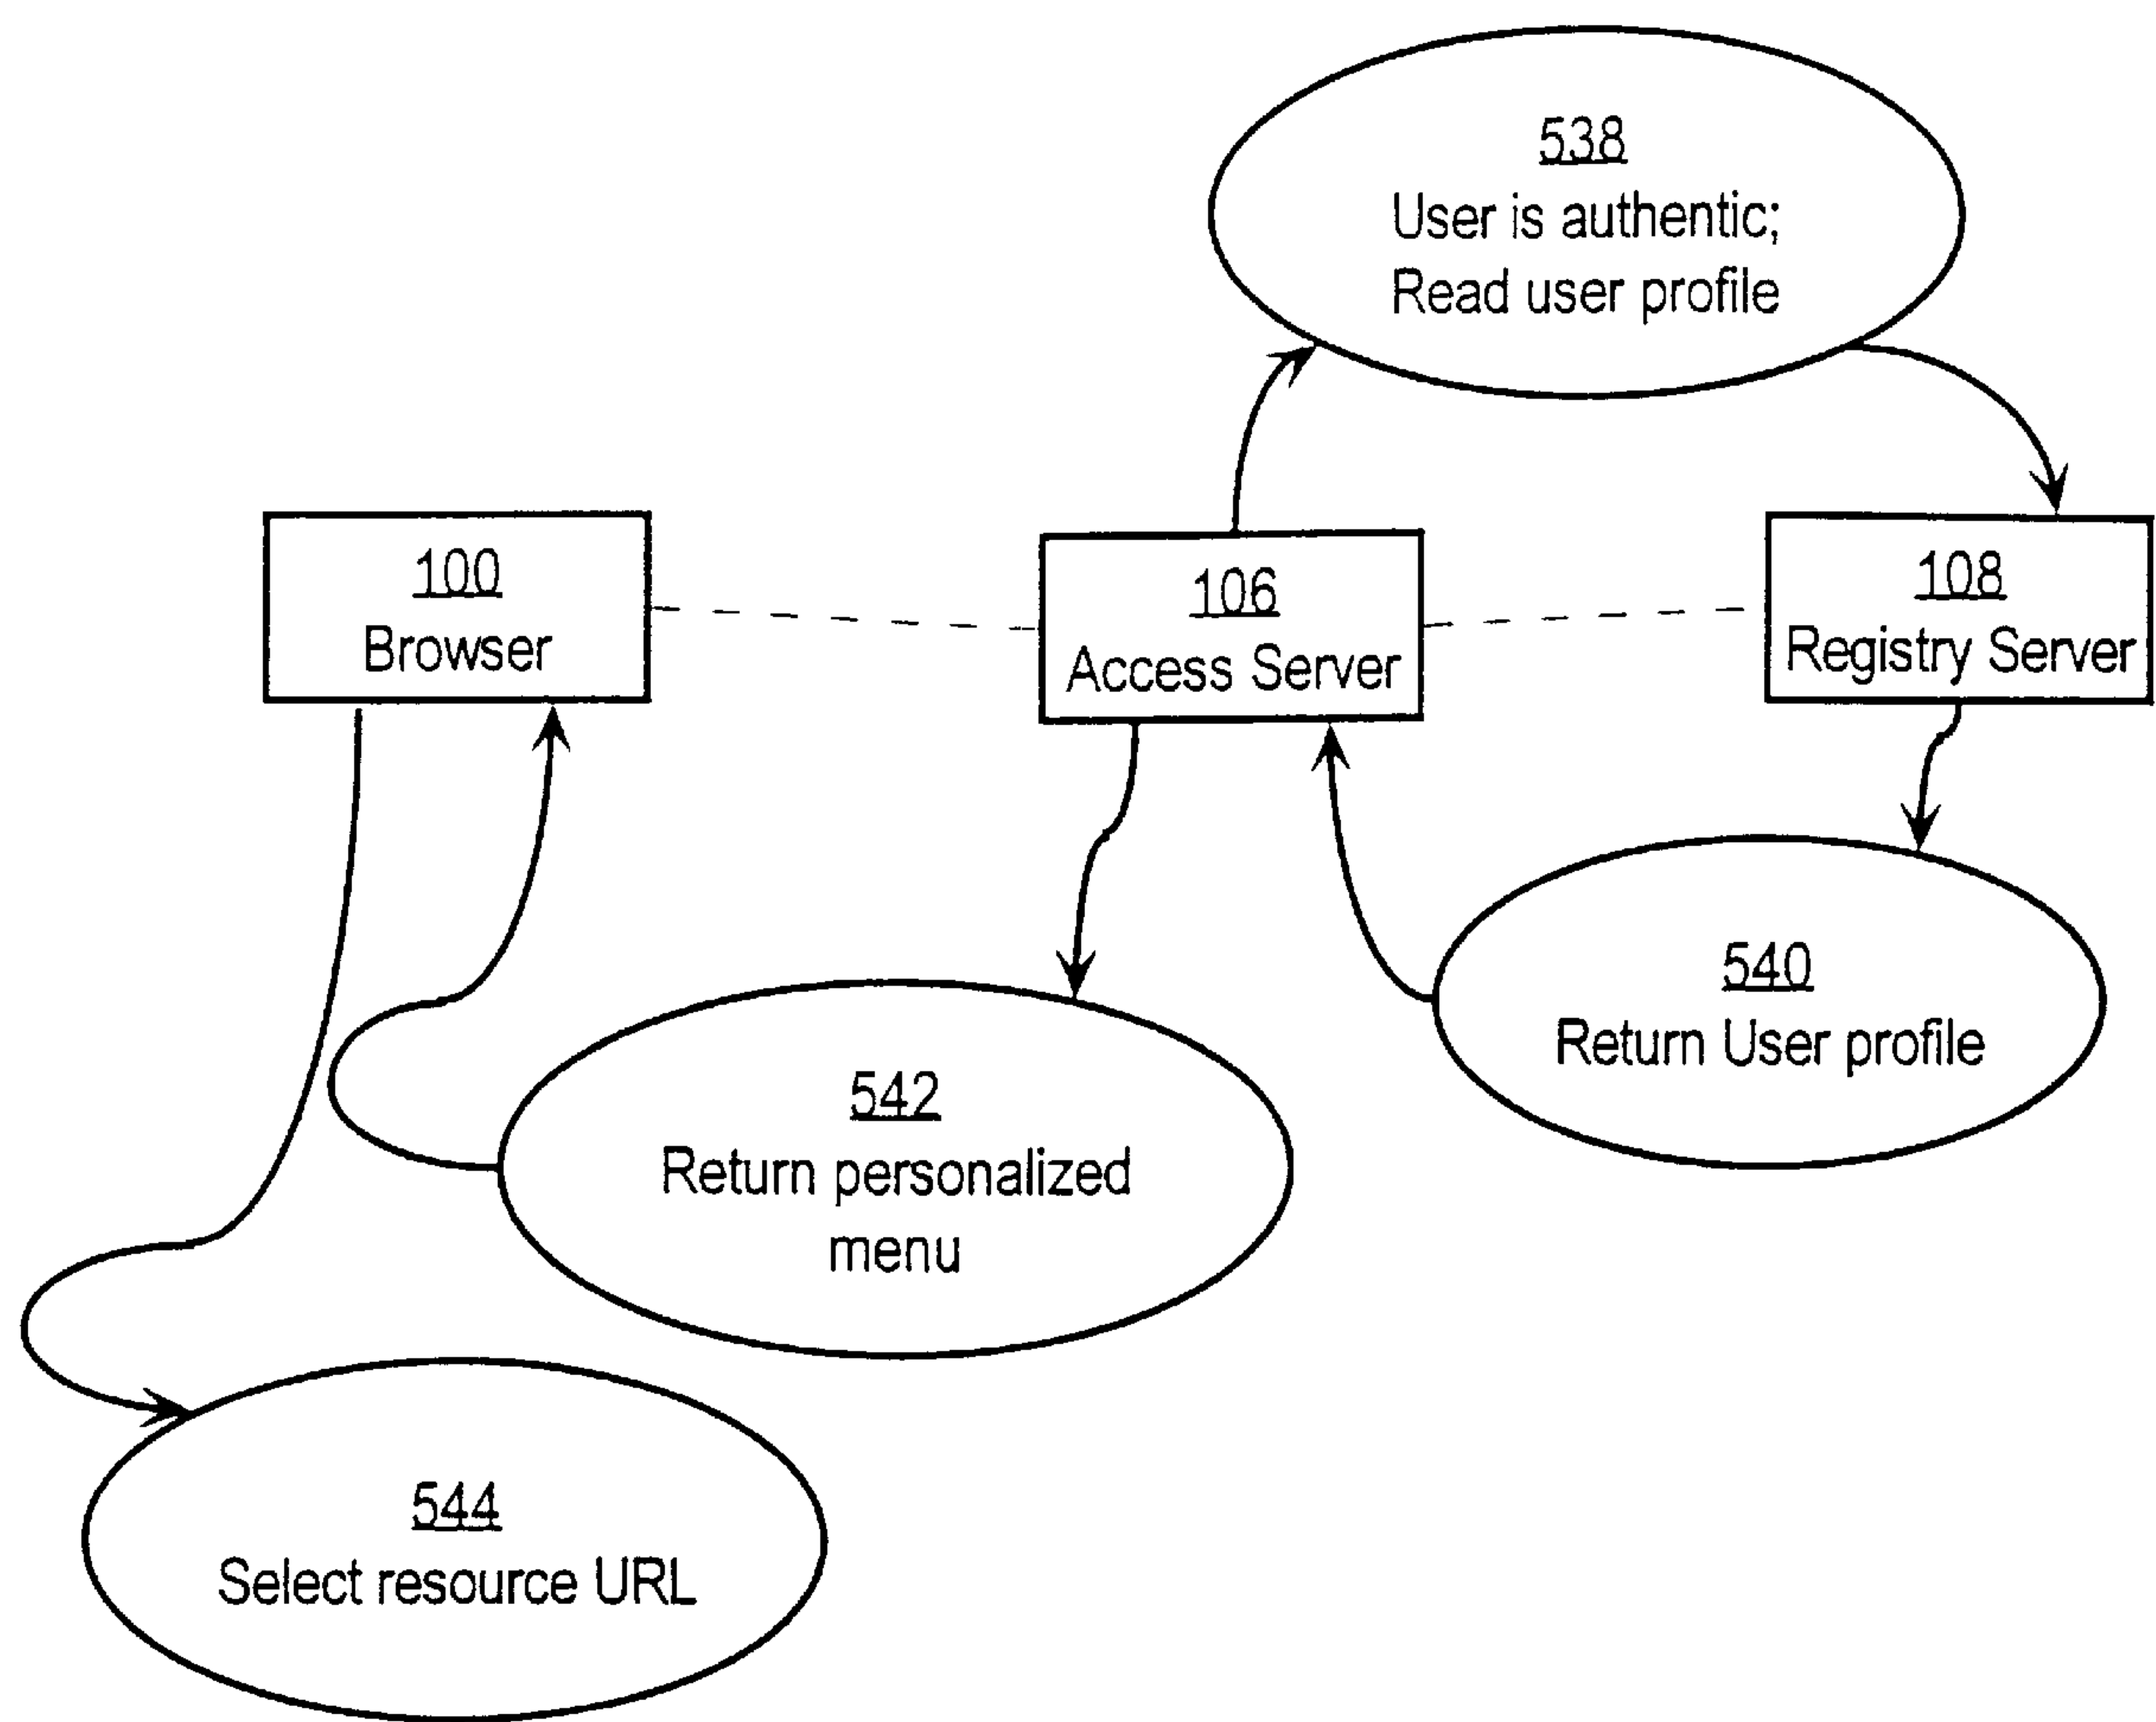 538
User is authentic;
Read user profile
100
Browser
106
Access Server
108
Registry Server
540
Return User profile
542
Return personalized
menu
544
Select resource URL